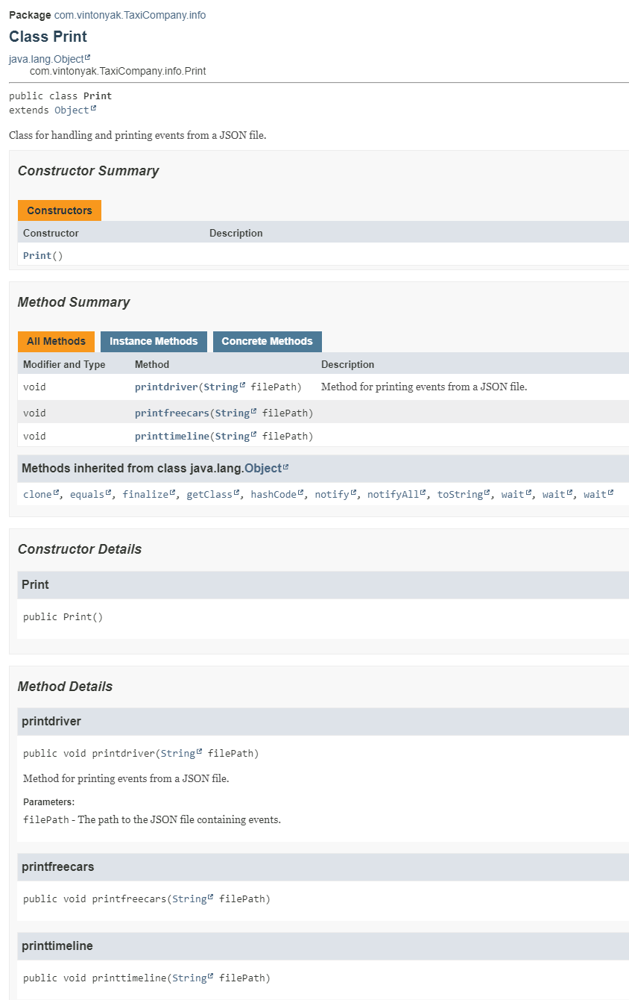 Package com.vintonyak.TaxiCompany.info
Class Print
java.lang.Object
com.vintonyak.TaxiCompany.info.Print
public class Print
extends Object
Class for handling and printing events from a JSON file.
Constructor Summary
Constructors
Constructor Description
Print()
Method Summary
All Methods Instance Methods Concrete Methods
Modifier and Type Method Description
void printdriver(String filePath) Method for printing events from a JSON file.
void printfreecars(String filePath)
void printtimeline(String filePath)
Methods inherited from class java.lang.Object
clone, equals, finalize, getClass, hashCode, notify, notifyAll, toString, wait, wait, wait
Constructor Details
Print
public Print()
Method Details
printdriver
public void printdriver(String filePath)
Method for printing events from a JSON file.
Parameters:
filePath - The path to the JSON file containing events.
printfreecars
public void printfreecars(String filePath)
printtimeline
public void printtimeline(String filePath)